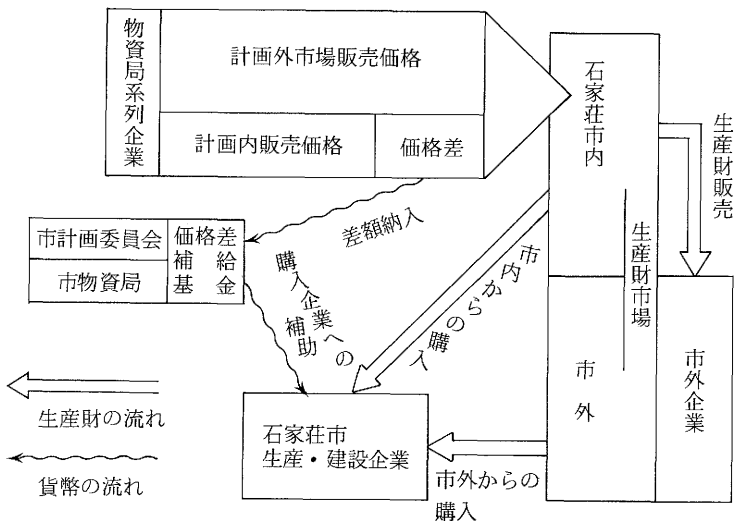 物資局系列企業
計画外市場販売価格
計画内販売価格
価格差
石家荘市内
生産財販売
生産財市場
市計画委員会
市物資局
価格差
補給
基金
差額納入
購入企業への
補助
市内からの購入
市外
市外企業
生産財の流れ
貨幣の流れ
石家荘市
生産・建設企業
市外からの
購入